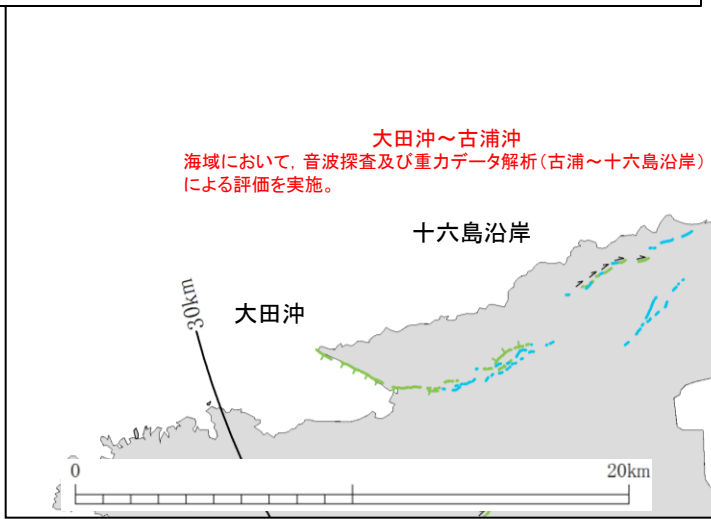 大田沖～古浦沖
海域において，音波探査及び重力データ解析（古浦～十六島沿岸）
による評価を実施。
十六島沿岸
大田沖
30km
0
20km